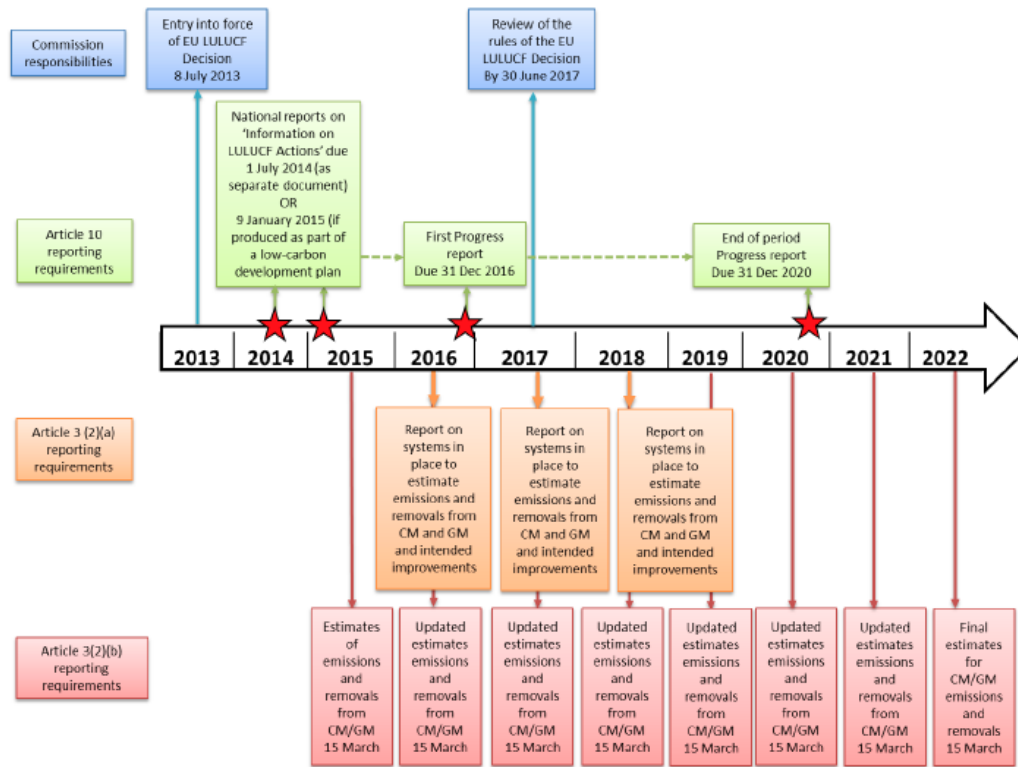 Commission
responsibilities
Entry into force
of EU LULUCF
Decision
8 July 2013
Review of the
rules of the EU
LULUCF Decision
By 30 June 2017
Article 10
reporting
requirements
National reports on
‘Information on
LULUCF Actions’ due
1 July 2014 (as
separate document)
OR
9 January 2015 (if
produced as part of
a low-carbon
development plan
First Progress
report
Due 31 Dec 2016
End of period
Progress report
Due 31 Dec 2020
2013
2014
2015
2016
2017
2018
2019
2020
2021
2022
Article 3 (2)(a)
reporting
requirements
Report on
systems in
place to
estimate
emissions and
removals from
CM and GM
and intended
improvements
Report on
systems in
place to
estimate
emissions and
removals from
CM and GM
and intended
improvements
Report on
systems in
place to
estimate
emissions and
removals from
CM and GM
and intended
improvements
Article 3(2)(b)
reporting
requirements
Estimates
of
emissions
and
removals
from
CM/GM
15 March
Updated
estimates
emissions
and
removals
from
CM/GM
15 March
Updated
estimates
emissions
and
removals
from
CM/GM
15 March
Updated
estimates
emissions
and
removals
from
CM/GM
15 March
Updated
estimates
emissions
and
removals
from
CM/GM
15 March
Updated
estimates
emissions
and
removals
from
CM/GM
15 March
Updated
estimates
emissions
and
removals
from
CM/GM
15 March
Final
estimates
for
CM/GM
emissions
and
removals
15 March